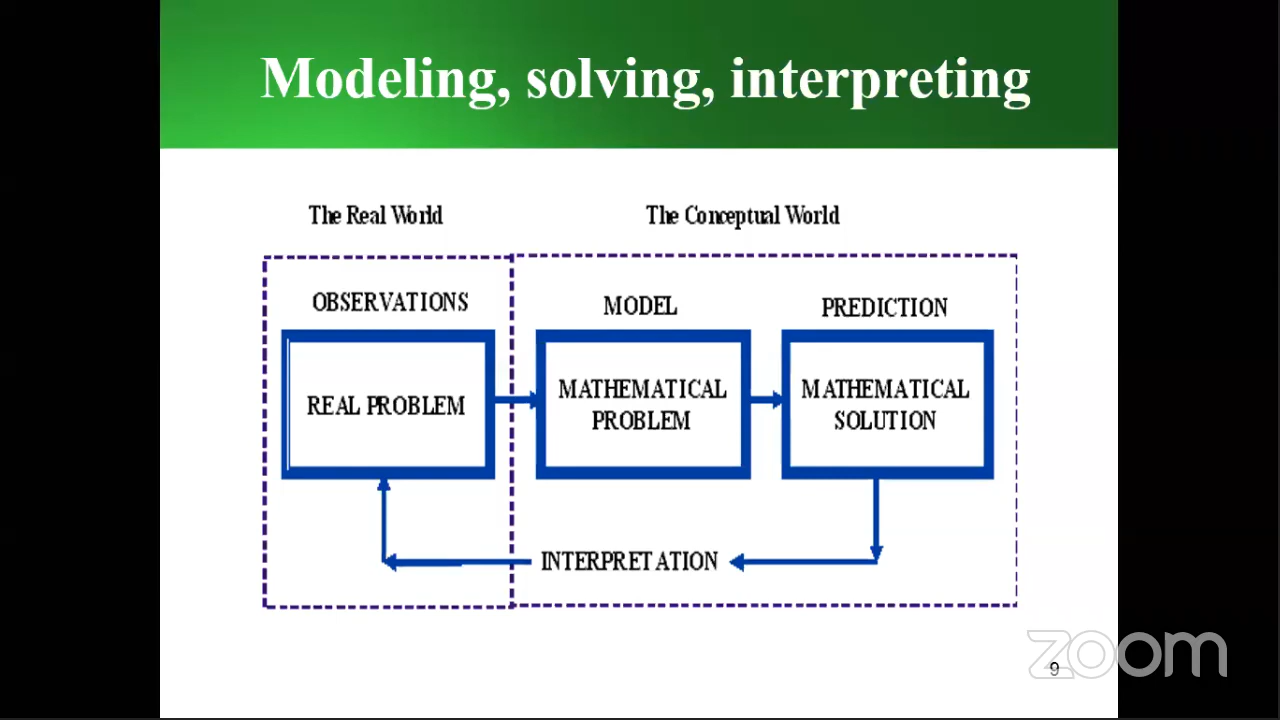 Modeling, solving, interpreting
The Real World
The Conceptual World
OBSERVATIONS
MODEL
PREDICTION
REAL PROBLEM
MATHEMATICAL
PROBLEM
MATHEMATICAL
SOLUTION
INTERPRETATION
zoom
9